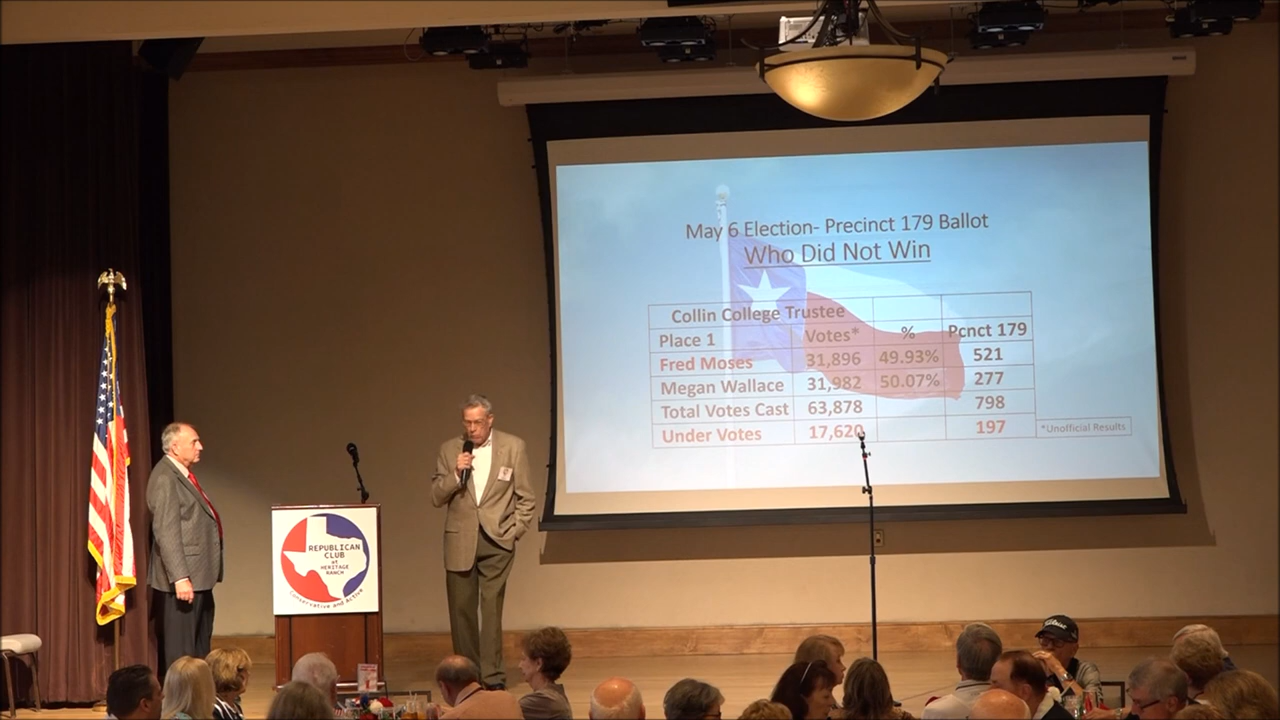 May 6 Election- Precinct 179 Ballot
Who Did Not Win
Collin College Trustee
Place 1 Votes* % Pcnct 179
Fred Moses 31,896 49.93% 521
Megan Wallace 31,982 50.07% 277
Total Votes Cast 63,878 798
Under Votes 17,620 197
*Unofficial Results
REPUBLICAN
CLUB
at
HERITAGE
RANCH
Conservative and Active
Titleist